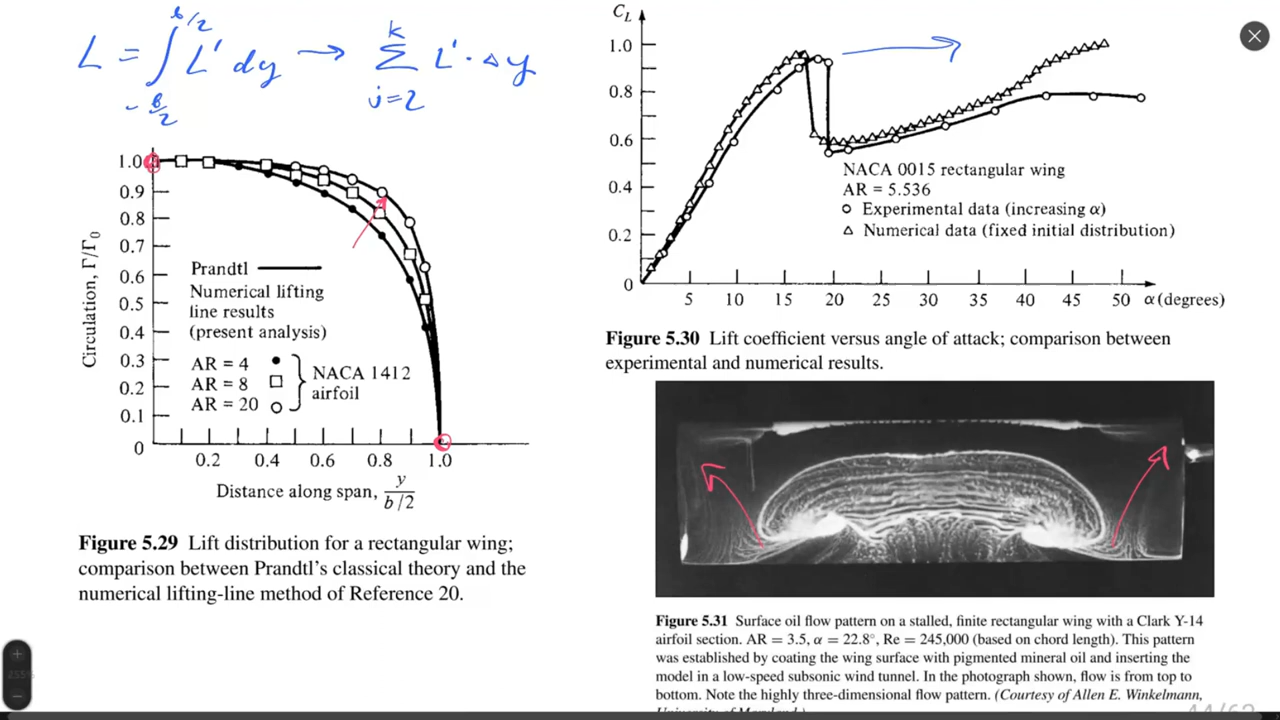 b/2
L = ∫ L' dy → Σ L' · Δy
-b/2
k
j=2
1.0
0.9
0.8
0.7
0.6
0.5
0.4
0.3
0.2
0.1
0
Circulation, Γ/Γ0
Prandtl
Numerical lifting
line results
(present analysis)
AR = 4
AR = 8
AR = 20
NACA 1412
airfoil
0.2 0.4 0.6 0.8 1.0
Distance along span, y
b/2
Figure 5.29 Lift distribution for a rectangular wing;
comparison between Prandtl's classical theory and the
numerical lifting-line method of Reference 20.
CL
1.0
0.8
0.6
0.4
0.2
0
NACA 0015 rectangular wing
AR = 5.536
Experimental data (increasing α)
Numerical data (fixed initial distribution)
5 10 15 20 25 30 35 40 45 50 α (degrees)
Figure 5.30 Lift coefficient versus angle of attack; comparison between
experimental and numerical results.
Figure 5.31 Surface oil flow pattern on a stalled, finite rectangular wing with a Clark Y-14
airfoil section. AR = 3.5, α = 22.8°, Re = 245,000 (based on chord length). This pattern
was established by coating the wing surface with pigmented mineral oil and inserting the
model in a low-speed subsonic wind tunnel. In the photograph shown, flow is from top to
bottom. Note the highly three-dimensional flow pattern. (Courtesy of Allen E. Winkelmann,
University of Maryland.)